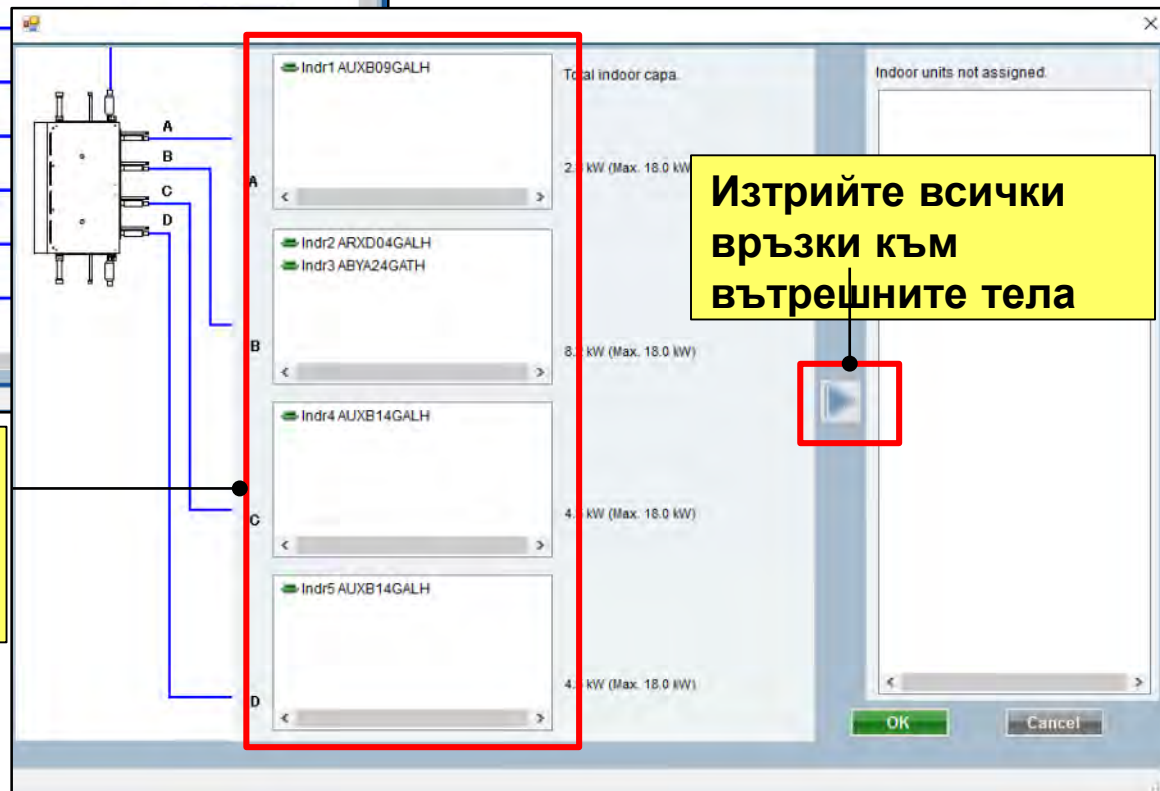 A
B
C
D
A
Indr1 AUXB09GALH
Total indoor capa.
kW (Max. 18.0 kW)
B
Indr2 ARXD04GALH
Indr3 ABYA24GATH
kW (Max. 18.0 kW)
C
Indr4 AUXB14GALH
kW (Max. 18.0 kW)
D
Indr5 AUXB14GALH
kW (Max. 18.0 kW)
Indoor units not assigned.
Изтрийте всички
връзки към
вътрешните тела
OK
Cancel